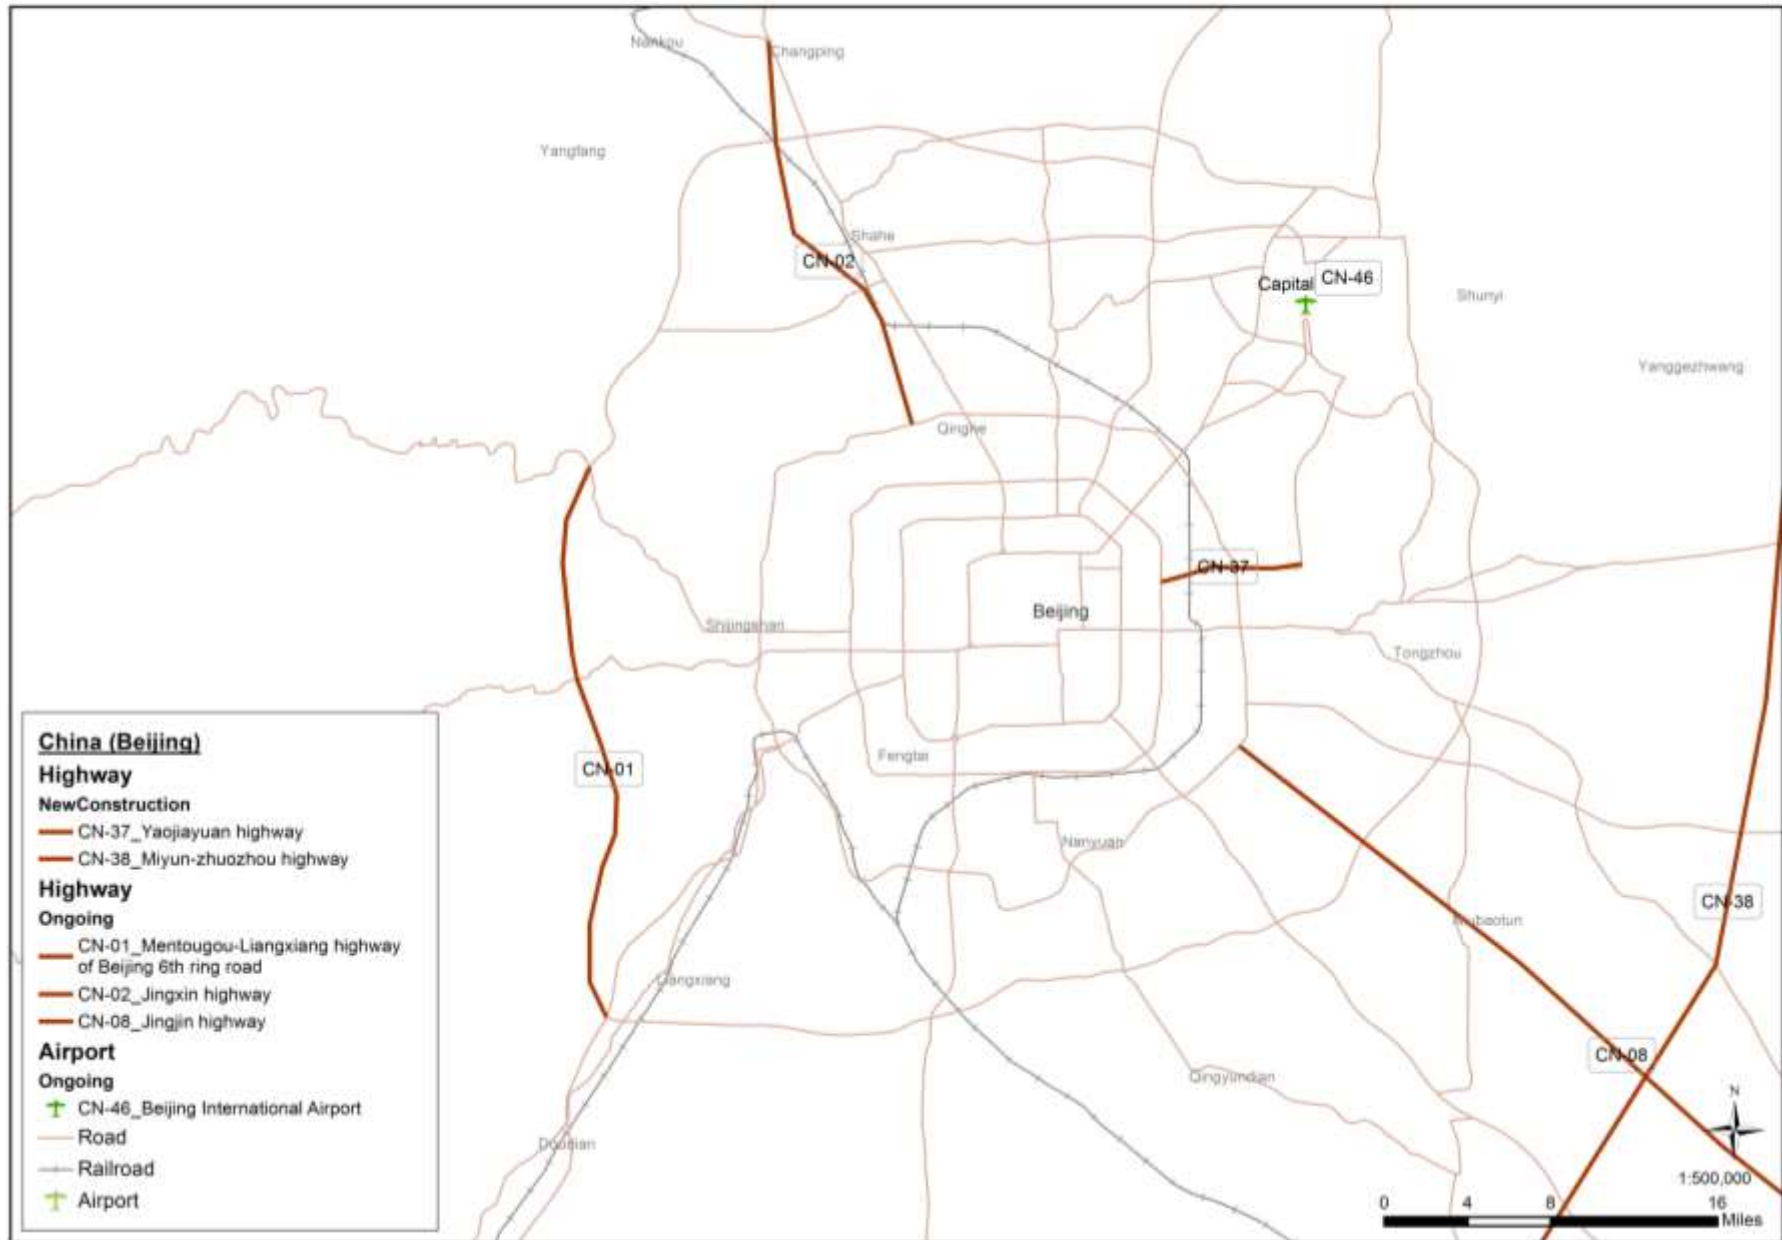 Nankou
Changping
Yangfang
Shahe
CN-02
Capital
CN-46
Shunyi
Yanggezhwang
Qinghe
CN-37
Beijing
Shijingshan
Tongzhou
Fengtai
CN-01
Nanyuan
CN-38
Liangxiang
CN-08
Qingyundian
China (Beijing)
Highway
NewConstruction
CN-37_Yaojiayuan highway
CN-38_Miyun-zhuozhou highway
Highway
Ongoing
CN-01_Mentougou-Liangxiang highway
of Beijing 6th ring road
CN-02_Jingxin highway
CN-08_Jingjin highway
Airport
Ongoing
CN-46_Beijing International Airport
Road
Railroad
Airport
N
1:500,000
0 4 8 16
Miles